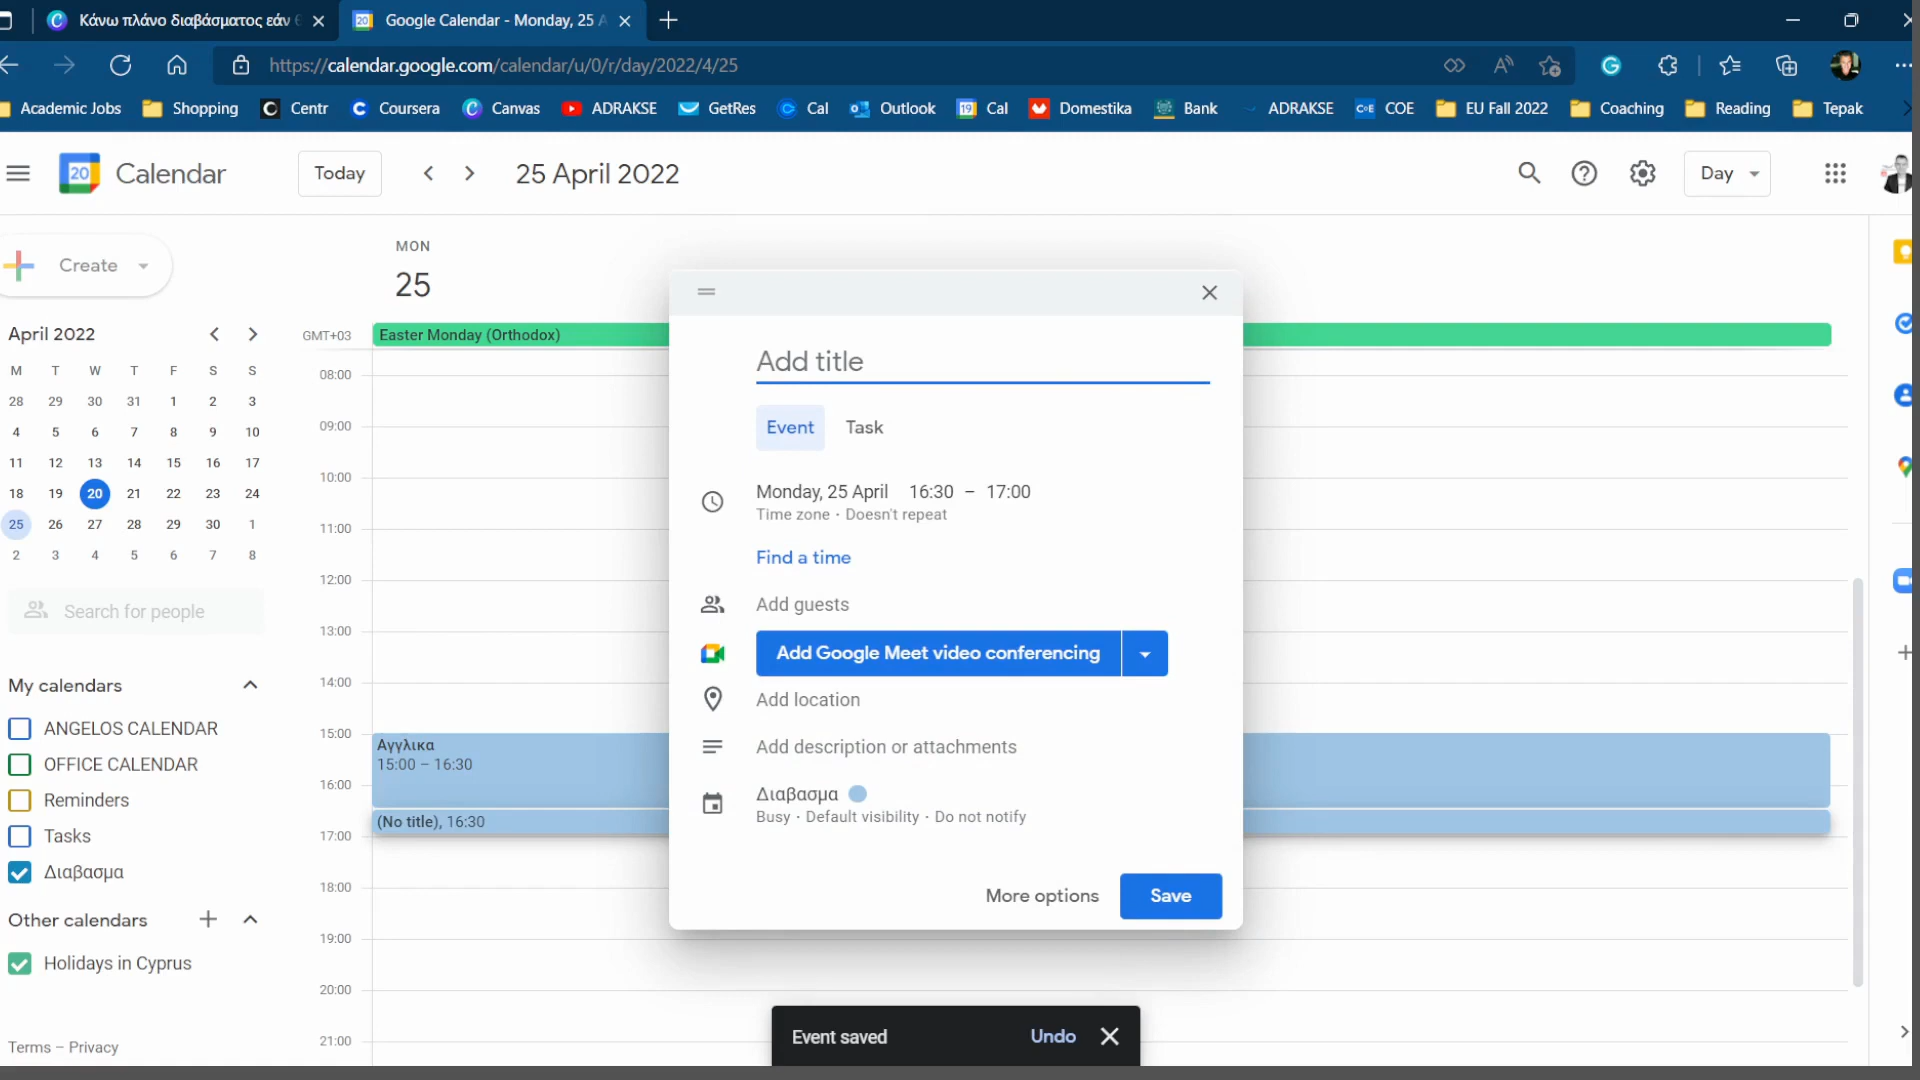 Κάνω πλάνο διαβάσματος εάν
Google Calendar - Monday, 25 A
https://calendar.google.com/calendar/u/0/r/day/2022/4/25
Academic Jobs Shopping Centr Coursera Canvas ADRAKSE GetRes Cal Outlook Cal Domestika Bank ADRAKSE COE EU Fall 2022 Coaching Reading Tepak
20 Calendar Today 25 April 2022 Day
Create
MON
25
April 2022
M T W T F S S
28 29 30 31 1 2 3
4 5 6 7 8 9 10
11 12 13 14 15 16 17
18 19 20 21 22 23 24
25 26 27 28 29 30 1
2 3 4 5 6 7 8
Search for people
My calendars
ANGELOS CALENDAR
OFFICE CALENDAR
Reminders
Tasks
Διαβασμα
Other calendars
Holidays in Cyprus
Terms – Privacy
GMT+03
Easter Monday (Orthodox)
08:00
09:00
10:00
11:00
12:00
13:00
14:00
15:00
16:00
17:00
18:00
19:00
20:00
21:00
Αγγλικα
15:00 – 16:30
(No title), 16:30
Add title
Event Task
Monday, 25 April 16:30 – 17:00
Time zone · Doesn't repeat
Find a time
Add guests
Add Google Meet video conferencing
Add location
Add description or attachments
Διαβασμα
Busy · Default visibility · Do not notify
More options Save
Event saved Undo